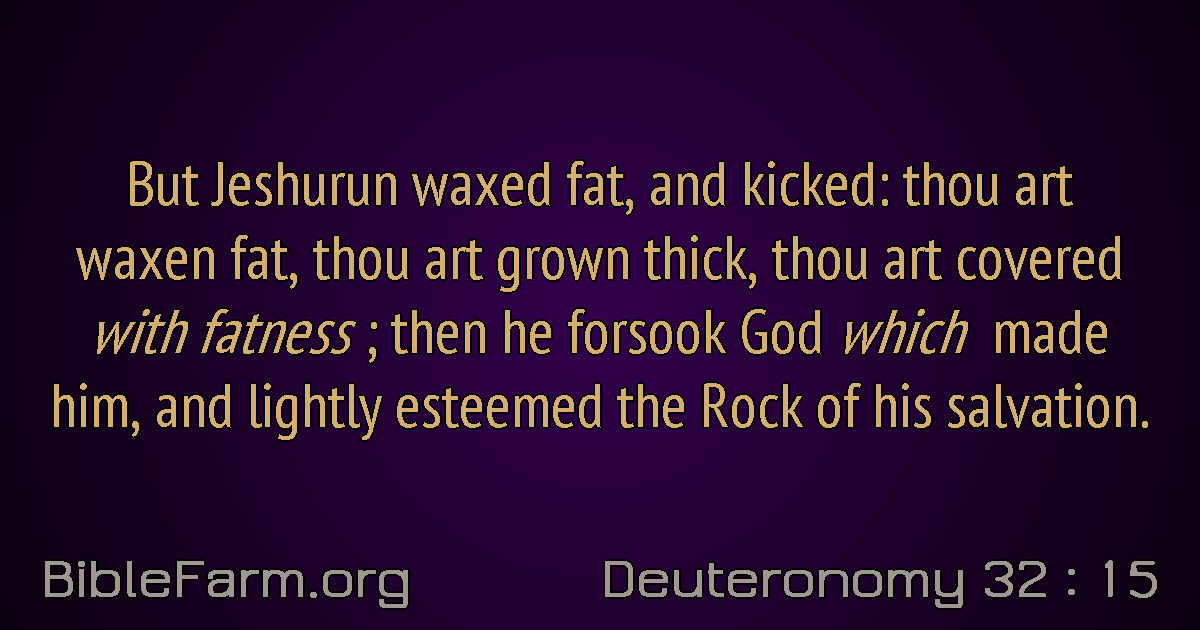 But Jeshurun waxed fat, and kicked: thou art
waxen fat, thou art grown thick, thou art covered
with fatness ; then he forsook God which made
him, and lightly esteemed the Rock of his salvation.
BibleFarm.org
Deuteronomy 32 : 15